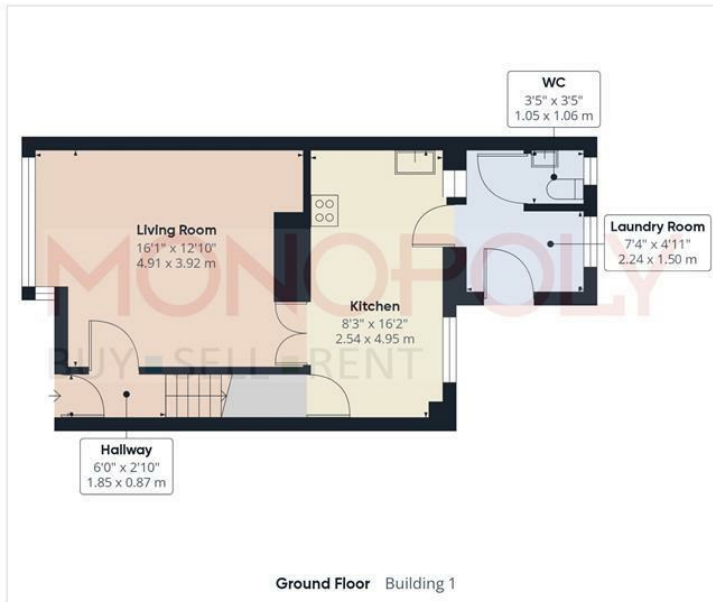 WC
3'5" x 3'5"
1.05 x 1.06 m
Living Room
16'1" x 12'10"
4.91 x 3.92 m
Laundry Room
7'4" x 4'11"
2.24 x 1.50 m
MONOPOLY
BUY ■ SELL ■ RENT
Kitchen
8'3" x 16'2"
2.54 x 4.95 m
Hallway
6'0" x 2'10"
1.85 x 0.87 m
Ground Floor Building 1